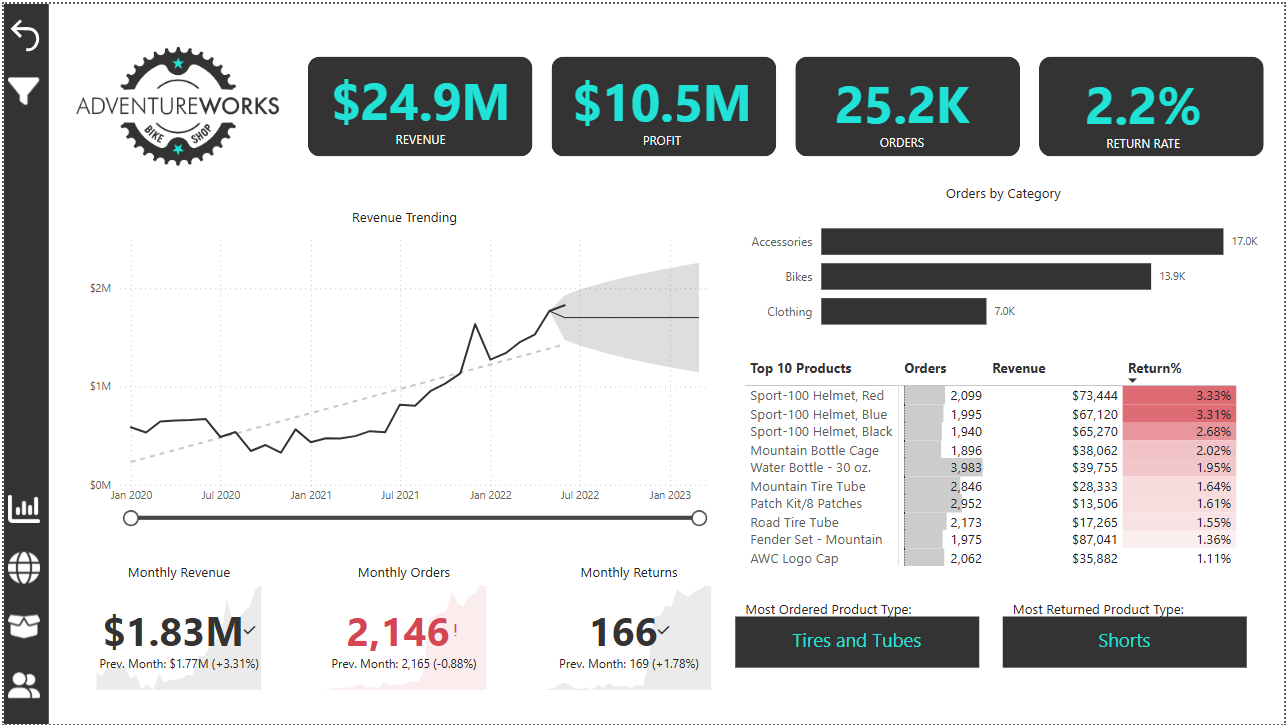 ADVENTUREWORKS
BIKE SHOP
$24.9M
REVENUE
$10.5M
PROFIT
25.2K
ORDERS
2.2%
RETURN RATE
Revenue Trending
$2M
$1M
$0M
Jan 2020 Jul 2020 Jan 2021 Jul 2021 Jan 2022 Jul 2022 Jan 2023
Orders by Category
Accessories 17.0K
Bikes 13.9K
Clothing 7.0K
Top 10 Products Orders Revenue Return%
Sport-100 Helmet, Red 2,099 $73,444 3.33%
Sport-100 Helmet, Blue 1,995 $67,120 3.31%
Sport-100 Helmet, Black 1,940 $65,270 2.68%
Mountain Bottle Cage 1,896 $38,062 2.02%
Water Bottle - 30 oz. 3,983 $39,755 1.95%
Mountain Tire Tube 2,846 $28,333 1.64%
Patch Kit/8 Patches 2,952 $13,506 1.61%
Road Tire Tube 2,173 $17,265 1.55%
Fender Set - Mountain 1,975 $87,041 1.36%
AWC Logo Cap 2,062 $35,882 1.11%
Monthly Revenue
$1.83M
Prev. Month: $1.77M (+3.31%)
Monthly Orders
2,146!
Prev. Month: 2,165 (-0.88%)
Monthly Returns
166
Prev. Month: 169 (+1.78%)
Most Ordered Product Type:
Tires and Tubes
Most Returned Product Type:
Shorts